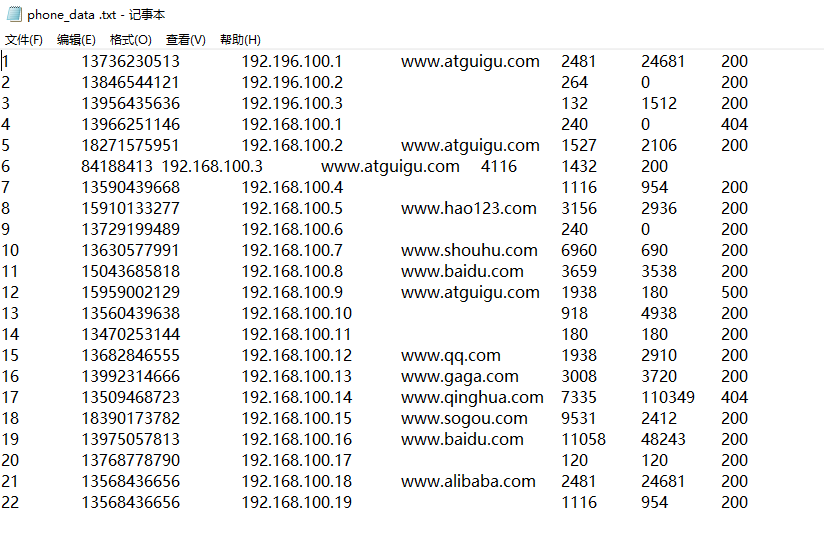 phone_data .txt - 记事本
文件(F) 编辑(E) 格式(O) 查看(V) 帮助(H)
1 13736230513 192.196.100.1 www.atguigu.com 2481 24681 200
2 13846544121 192.196.100.2 264 0 200
3 13956435636 192.196.100.3 132 1512 200
4 13966251146 192.168.100.1 240 0 404
5 18271575951 192.168.100.2 www.atguigu.com 1527 2106 200
6 84188413 192.168.100.3 www.atguigu.com 4116 1432 200
7 13590439668 192.168.100.4 1116 954 200
8 15910133277 192.168.100.5 www.hao123.com 3156 2936 200
9 13729199489 192.168.100.6 240 0 200
10 13630577991 192.168.100.7 www.shouhu.com 6960 690 200
11 15043685818 192.168.100.8 www.baidu.com 3659 3538 200
12 15959002129 192.168.100.9 www.atguigu.com 1938 180 500
13 13560439638 192.168.100.10 918 4938 200
14 13470253144 192.168.100.11 180 180 200
15 13682846555 192.168.100.12 www.qq.com 1938 2910 200
16 13992314666 192.168.100.13 www.gaga.com 3008 3720 200
17 13509468723 192.168.100.14 www.qinghua.com 7335 110349 404
18 18390173782 192.168.100.15 www.sogou.com 9531 2412 200
19 13975057813 192.168.100.16 www.baidu.com 11058 48243 200
20 13768778790 192.168.100.17 120 120 200
21 13568436656 192.168.100.18 www.alibaba.com 2481 24681 200
22 13568436656 192.168.100.19 1116 954 200